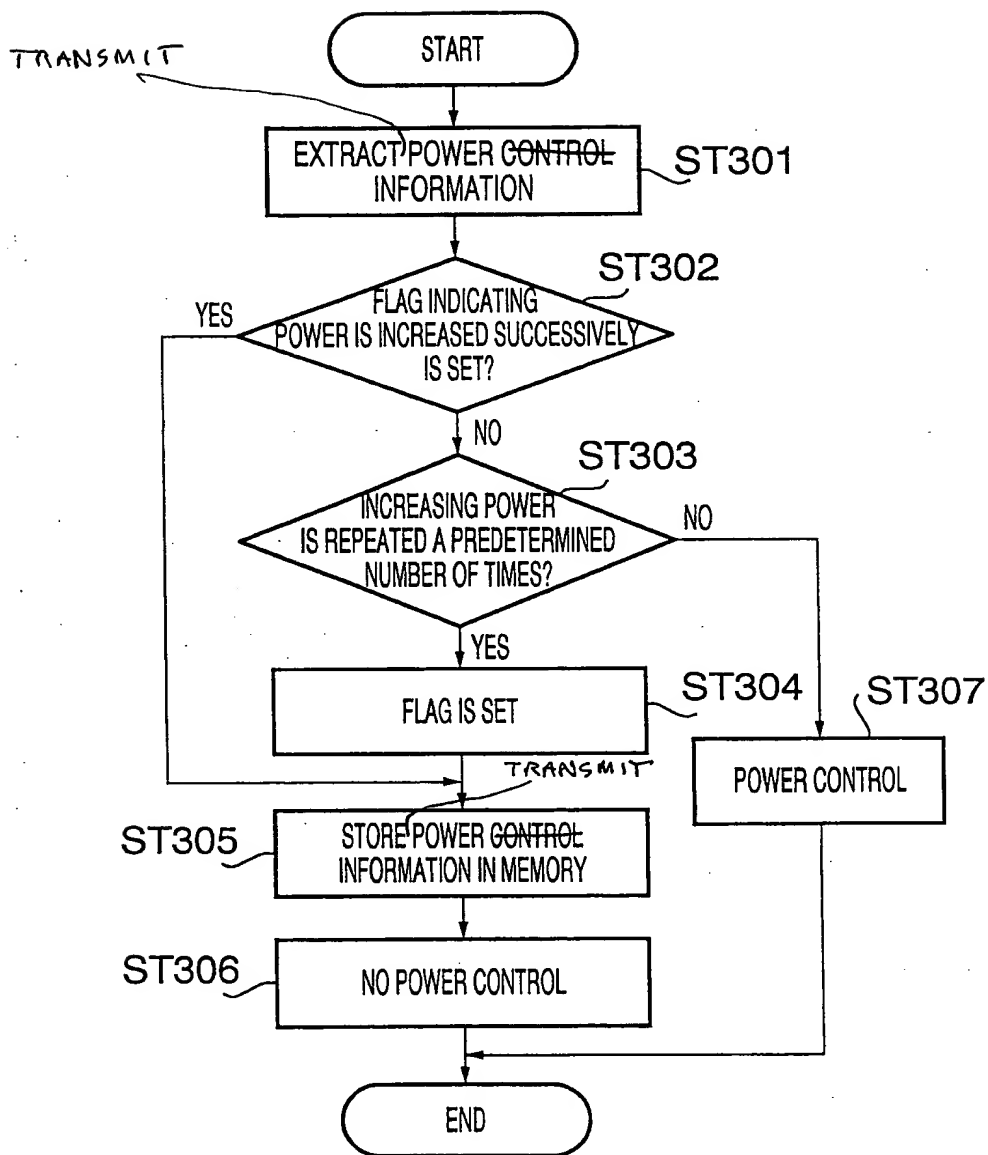 START
TRANSMIT
EXTRACT POWER CONTROL
INFORMATION
ST301
ST302
FLAG INDICATING
POWER IS INCREASED SUCCESSIVELY
IS SET?
YES
NO
ST303
INCREASING POWER
IS REPEATED A PREDETERMINED
NUMBER OF TIMES?
NO
YES
ST304
FLAG IS SET
ST307
POWER CONTROL
TRANSMIT
ST305
STORE POWER CONTROL
INFORMATION IN MEMORY
ST306
NO POWER CONTROL
END